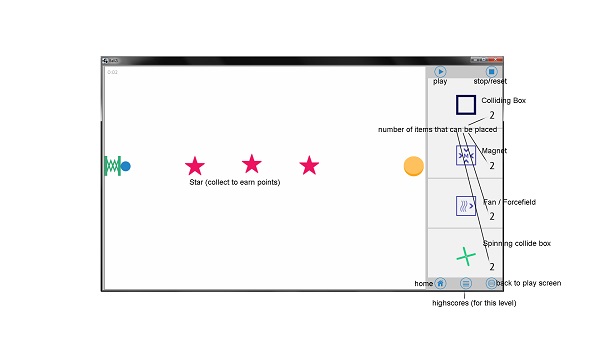 0:02
play
stop/reset
Colliding Box
2
number of items that can be placed
Magnet
2
Star (collect to earn points)
Fan / Forcefield
2
Spinning collide box
2
home
back to play screen
highscores (for this level)